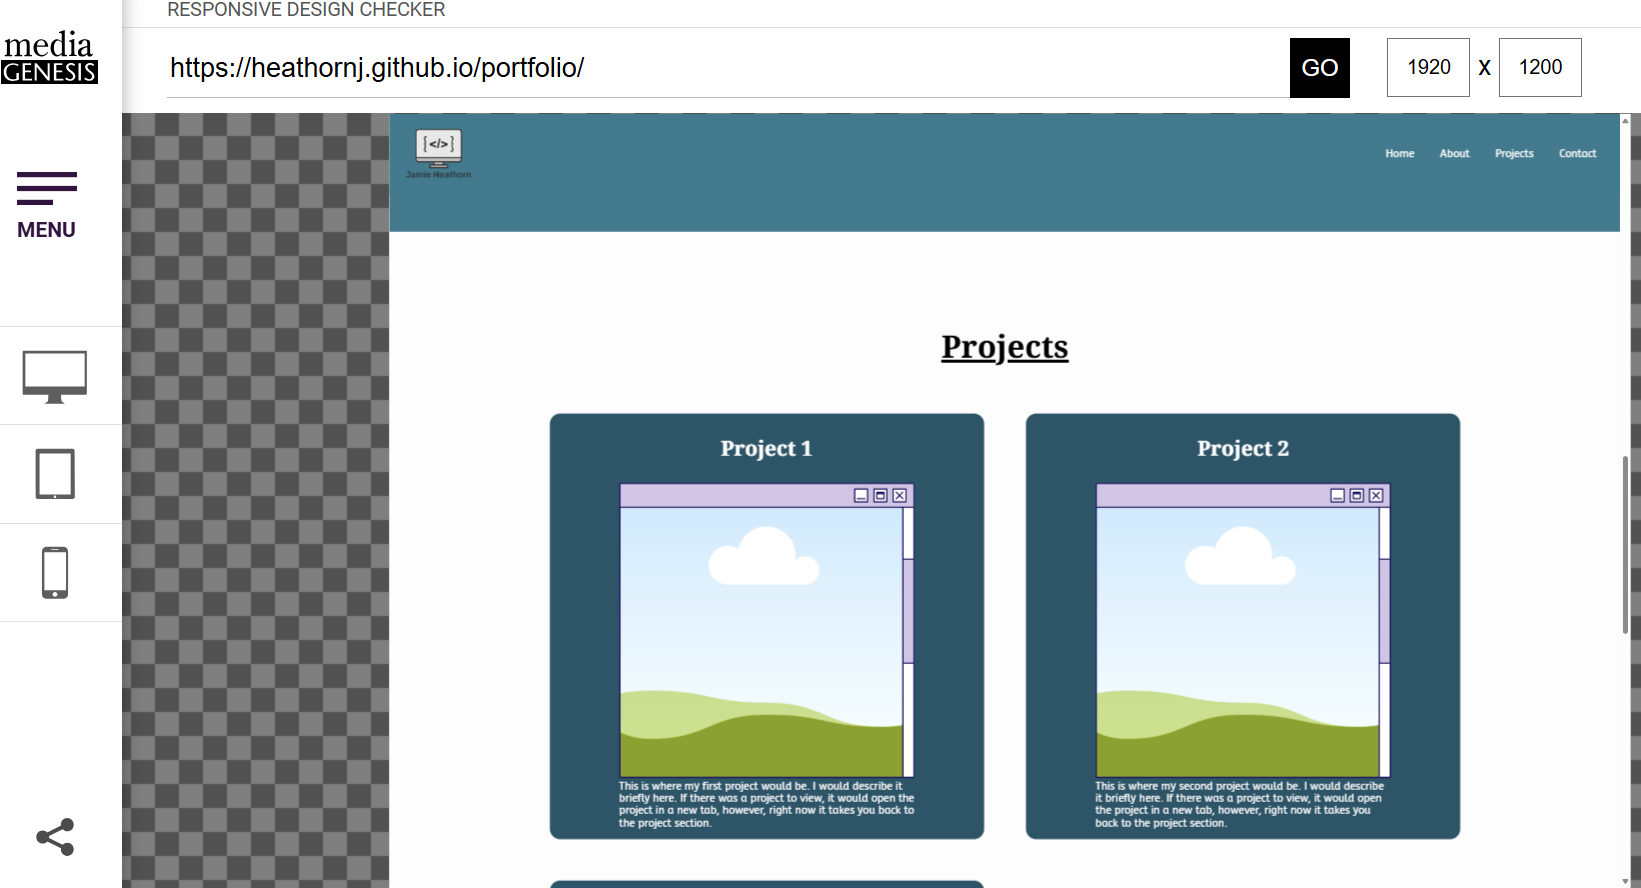 RESPONSIVE DESIGN CHECKER
media
GENESIS
https://heathornj.github.io/portfolio/
GO
1920 X 1200
MENU
{</>}
Jamie Heathorn
Home About Projects Contact
Projects
Project 1
This is where my first project would be. I would describe it
briefly here. If there was a project to view, it would open the
project in a new tab, however, right now it takes you back to
the project section.
Project 2
This is where my second project would be. I would describe
it briefly here. If there was a project to view, it would open
the project in a new tab, however, right now it takes you
back to the project section.